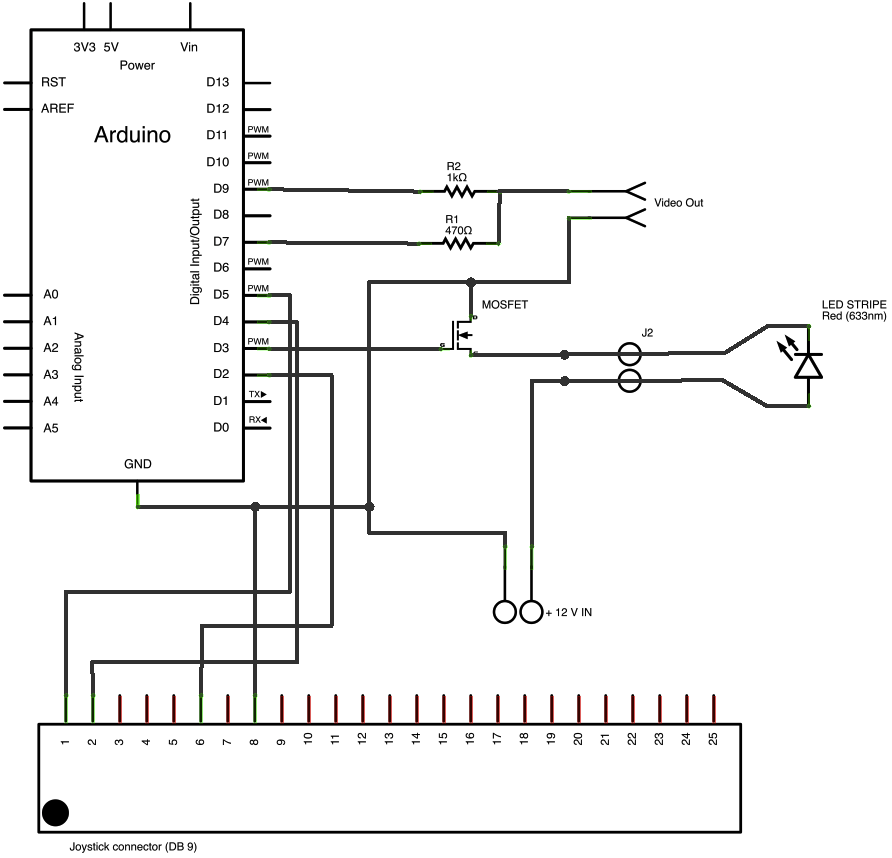 3V3 5V Vin
Power
RST D13
AREF D12
Arduino D11 PWM
D10 PWM
D9 PWM
D8
D7
D6 PWM
A0 D5 PWM
A1 D4
A2 D3 PWM
A3 D2
A4 D1 TX
A5 D0 RX
Digital Input/Output
Analog Input
GND
R2
1kΩ
R1
470Ω
Video Out
MOSFET
D
G
J2
LED STRIPE
Red (633nm)
+ 12 V IN
1 2 3 4 5 6 7 8 9 10 11 12 13 14 15 16 17 18 19 20 21 22 23 24 25
Joystick connector (DB 9)